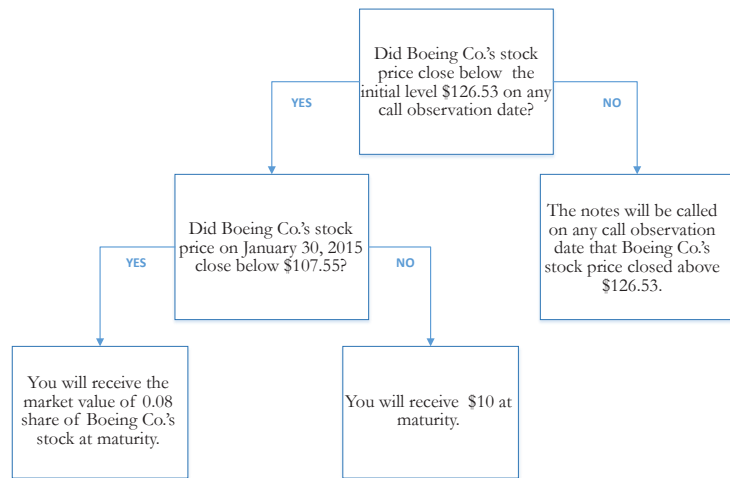 Did Boeing Co.'s stock
price close below the
initial level $126.53 on any
call observation date?
YES
NO
Did Boeing Co.'s stock
price on January 30, 2015
close below $107.55?
The notes will be called
on any call observation
date that Boeing Co.'s
stock price closed above
$126.53.
YES
NO
You will receive the
market value of 0.08
share of Boeing Co.'s
stock at maturity.
You will receive $10 at
maturity.